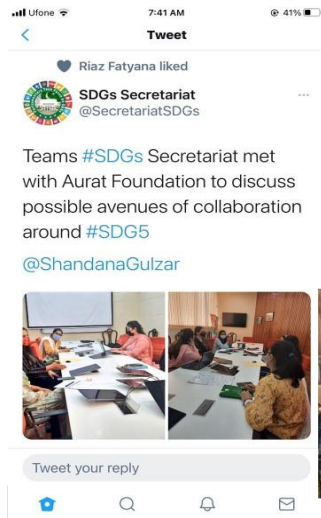 Ufone 7:41 AM 41%
Tweet
Riaz Fatyana liked
SDGs Secretariat
@SecretariatSDGs
Teams #SDGs Secretariat met
with Aurat Foundation to discuss
possible avenues of collaboration
around #SDG5
@ShandanaGulzar
Tweet your reply